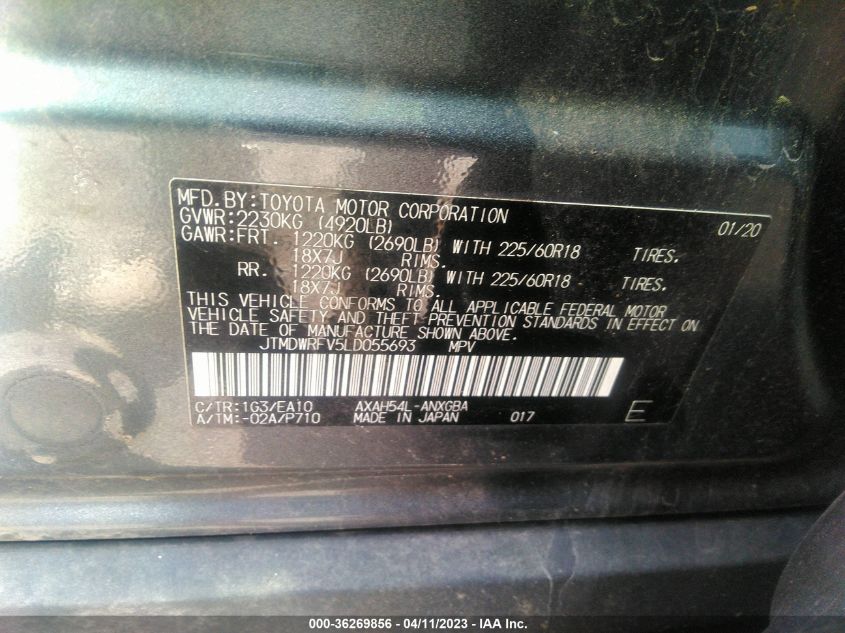 MFD.BY:TOYOTA MOTOR CORPORATION 01/20
GVWR:2230KG (4920LB)
GAWR:FRT. 1220KG (2690LB) WITH 225/60R18 TIRES.
18X7J RIMS.
RR. 1220KG (2690LB) WITH 225/60R18 TIRES.
18X7J RIMS.
THIS VEHICLE CONFORMS TO ALL APPLICABLE FEDERAL MOTOR
VEHICLE SAFETY AND THEFT PREVENTION STANDARDS IN EFFECT ON
THE DATE OF MANUFACTURE SHOWN ABOVE.
JTMDWRFV5LD055693 MPV
C/TR:1G3/EA10 AXAH54L-ANXGBA
A/TM:-02A/P710 MADE IN JAPAN 017 E
000-36269856 - 04/11/2023 - IAA Inc.